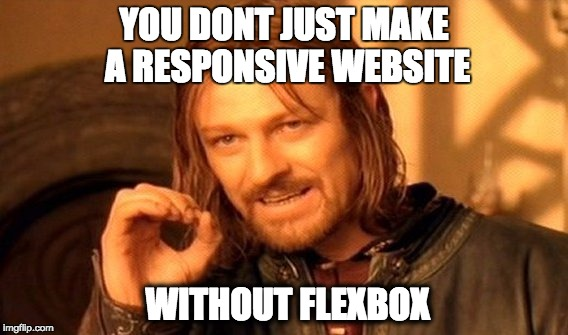 YOU DONT JUST MAKE
A RESPONSIVE WEBSITE
WITHOUT FLEXBOX
imgflip.com